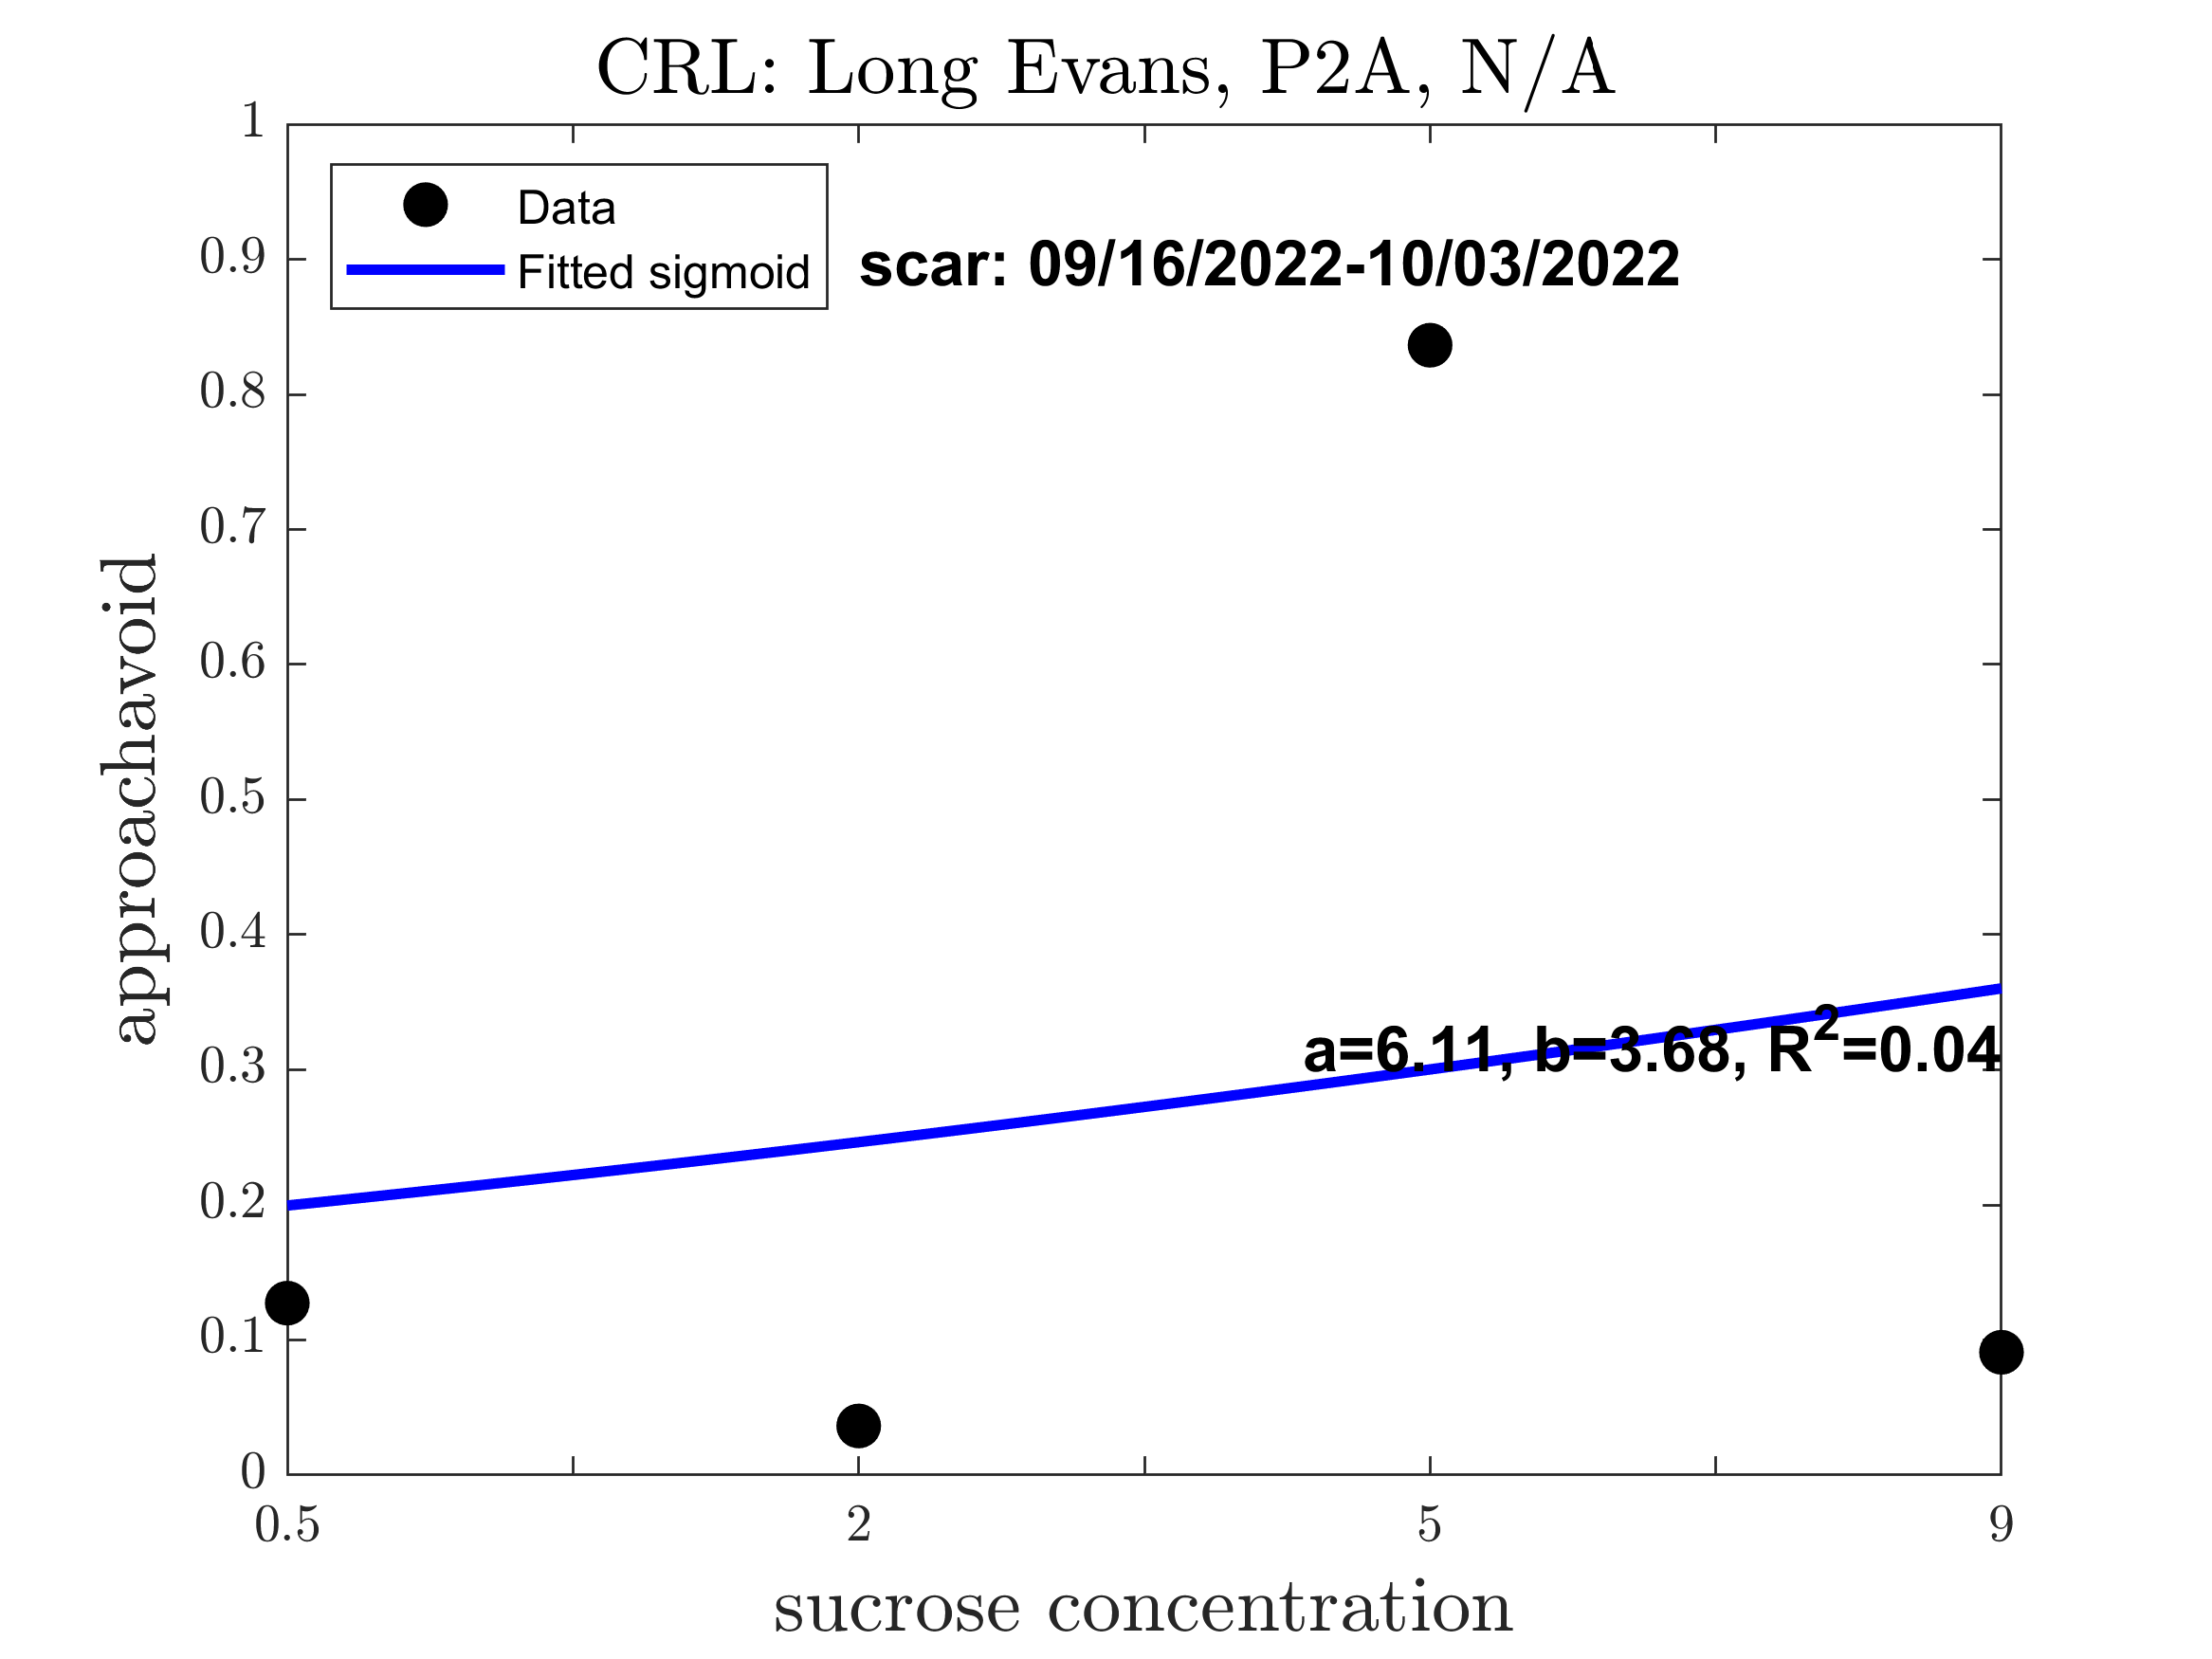 CRL: Long Evans, P2A, N/A
1
Data
Fitted sigmoid
scar: 09/16/2022-10/03/2022
0.9
0.8
0.7
0.6
0.5
0.4
0.3
0.2
0.1
0
approachavoid
a=6.11, b=3.68, R²=0.04
0.5 2 5 9
sucrose concentration